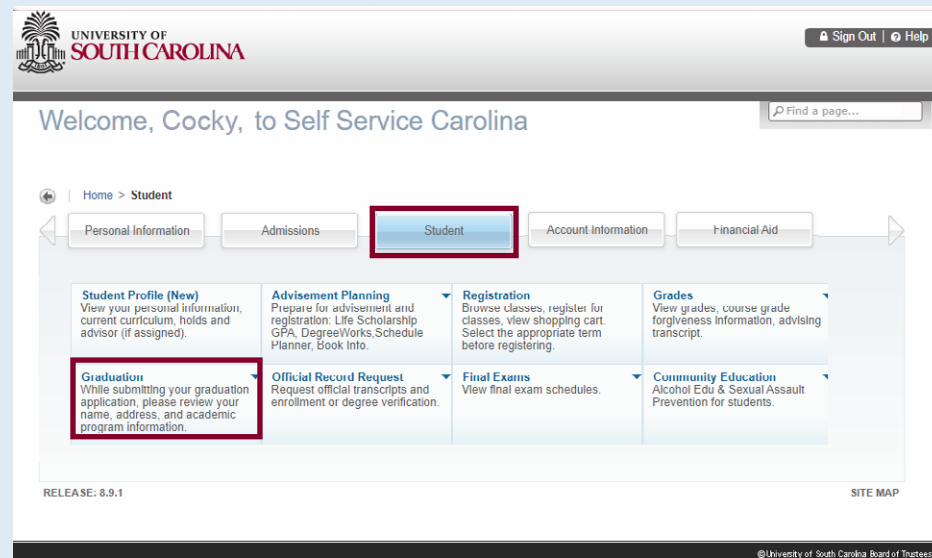 UNIVERSITY OF
SOUTH CAROLINA
Sign Out | Help
Welcome, Cocky, to Self Service Carolina
Find a page...
Home > Student
Personal Information
Admissions
Student
Account Information
Financial Aid
Student Profile (New)
View your personal information,
current curriculum, holds and
advisor (if assigned).
Advisement Planning
Prepare for advisement and
registration: Life Scholarship
GPA, DegreeWorks,Schedule
Planner, Book Info.
Registration
Browse classes, register for
classes, view shopping cart.
Select the appropriate term
before registering.
Grades
View grades, course grade
forgiveness information, advising
transcript.
Graduation
While submitting your graduation
application, please review your
name, address, and academic
program information.
Official Record Request
Request official transcripts and
enrollment or degree verification.
Final Exams
View final exam schedules.
Community Education
Alcohol Edu & Sexual Assault
Prevention for students.
RELEASE: 8.9.1
SITE MAP
©University of South Carolina Board of Trustees